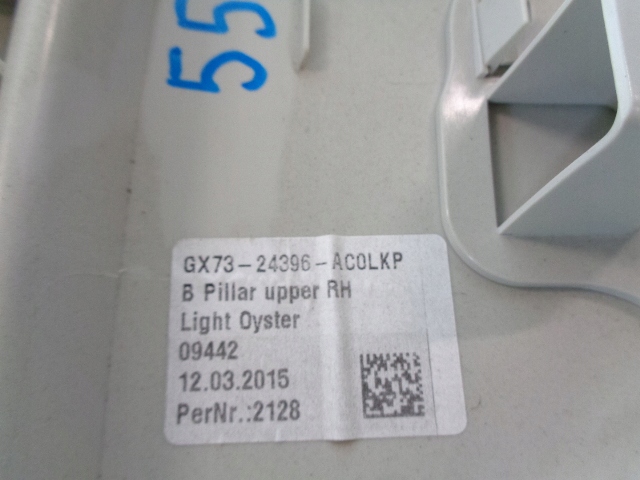 55
GX73-24396-AC0LKP
B Pillar upper RH
Light Oyster
09442
12.03.2015
PerNr.:2128